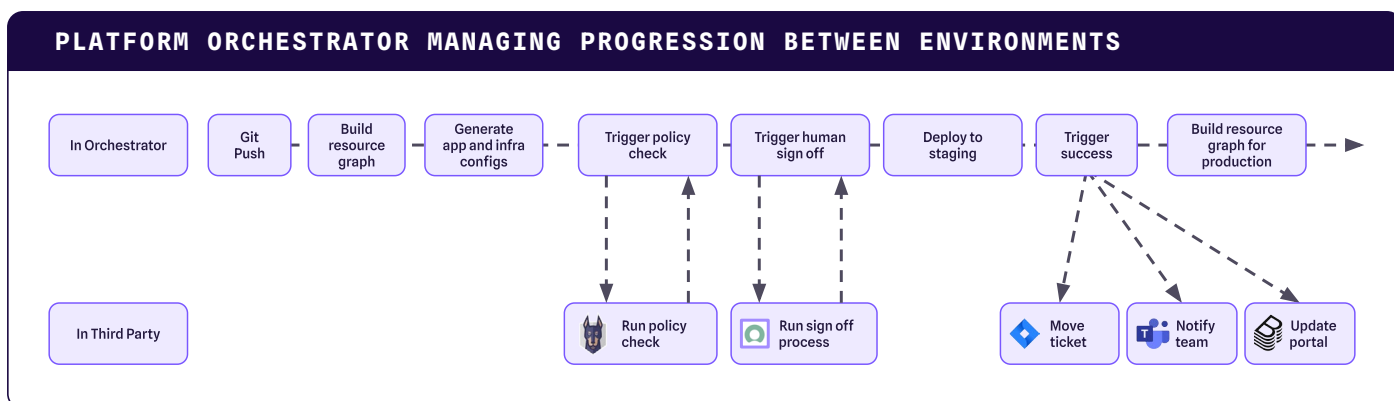 PLATFORM ORCHESTRATOR MANAGING PROGRESSION BETWEEN ENVIRONMENTS
In Orchestrator
Git
Push
Build
resource
graph
Generate
app and infra
configs
Trigger policy
check
Trigger human
sign off
Deploy to
staging
Trigger
success
Build resource
graph for
production
In Third Party
Run policy
check
Run sign off
process
Move
ticket
T
Notify
team
Update
portal